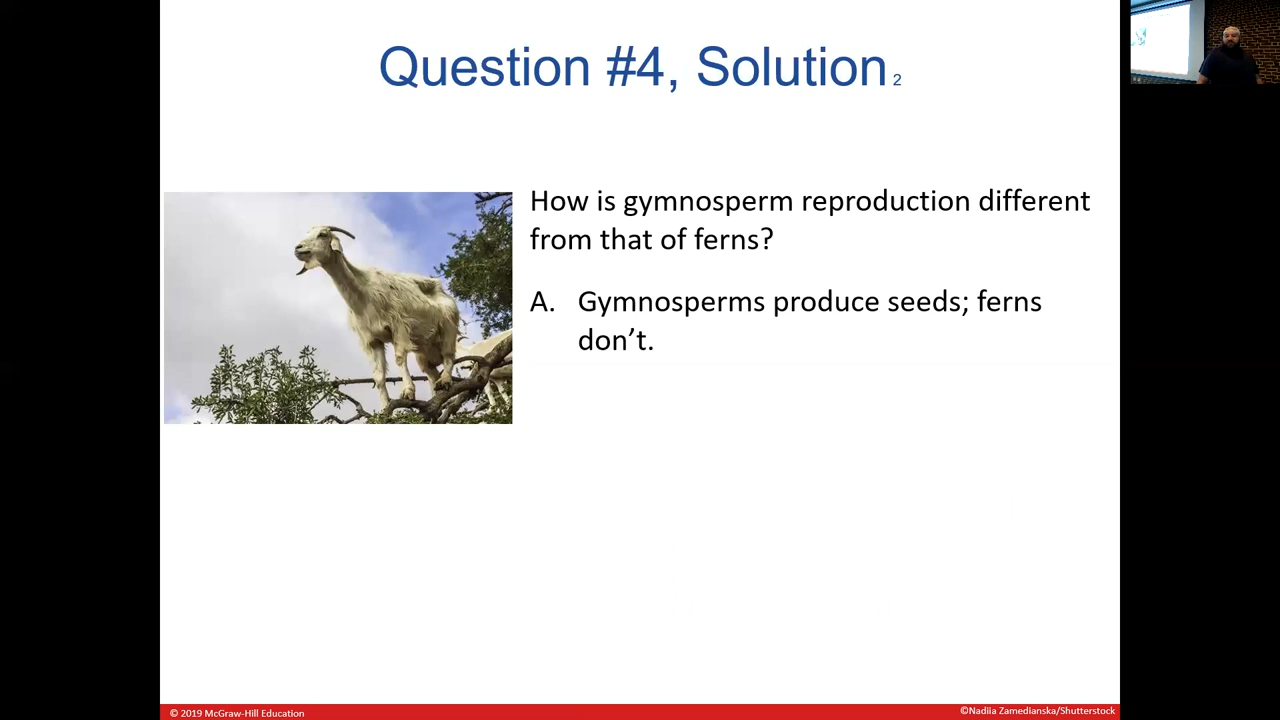 Question #4, Solution 2
How is gymnosperm reproduction different
from that of ferns?
A. Gymnosperms produce seeds; ferns
don’t.
© 2019 McGraw-Hill Education
©Nadiia Zamedianska/Shutterstock